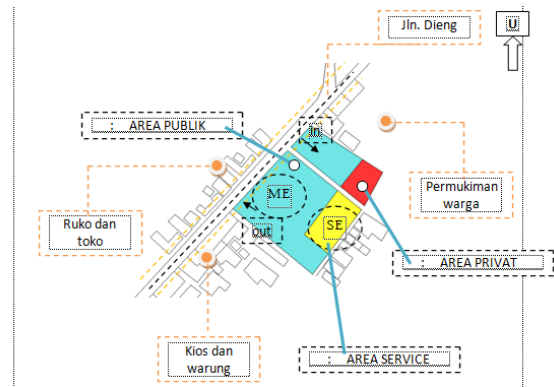 Jln. Dieng
U
: AREA PUBLIK
in
ME
Ruko dan
toko
out
SE
Permukiman
warga
: AREA PRIVAT
Kios dan
warung
: AREA SERVICE